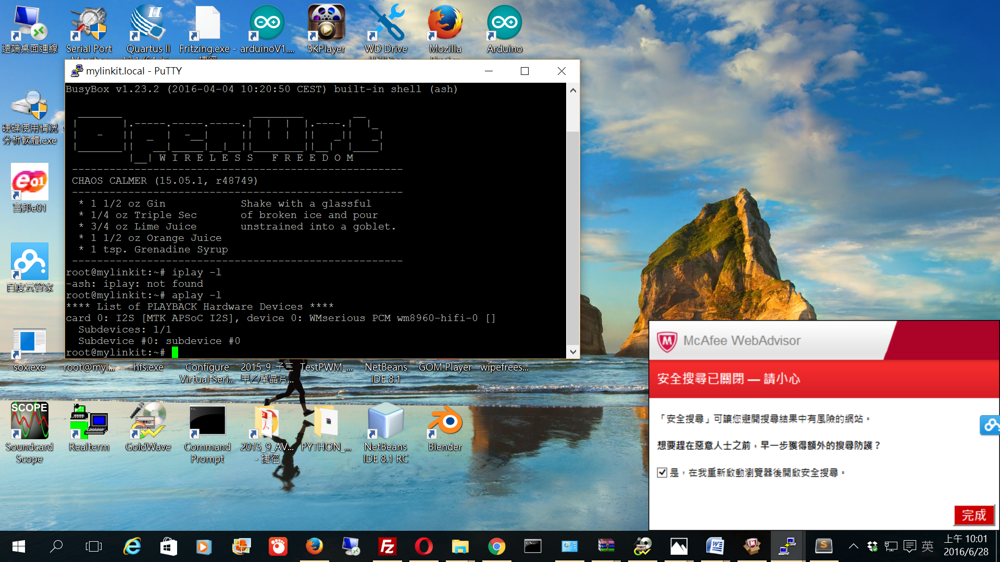 遠端桌面連線
Serial Port
Monitor
Quartus II
Fritzing.exe -
捷徑
arduinoV1....
5KPlayer
WD Drive
Utilities
Mozilla
Firefox
Arduino
硬碟使用情況
分析軟體.exe
富邦e01
百度云管家
mylinkit.local - PuTTY
BusyBox v1.23.2 (2016-04-04 10:20:50 CEST) built-in shell (ash)
OpenWrt
W I R E L E S S   F R E E D O M
-----------------------------------------------------
CHAOS CALMER (15.05.1, r48749)
-----------------------------------------------------
* 1 1/2 oz Gin            Shake with a glassful
* 1/4 oz Triple Sec       of broken ice and pour
* 3/4 oz Lime Juice       unstrained into a goblet.
* 1 1/2 oz Orange Juice
* 1 tsp. Grenadine Syrup
-----------------------------------------------------
root@mylinkit:~# iplay -l
-ash: iplay: not found
root@mylinkit:~# aplay -l
**** List of PLAYBACK Hardware Devices ****
card 0: I2S [MTK APSoC I2S], device 0: WMserious PCM wm8960-hifi-0 []
Subdevices: 1/1
Subdevice #0: subdevice #0
root@mylinkit:~#
sox.exe
root@myl...
hfs.exe
Configure
Virtual-Seri...
2015_9_子三
甲乙單晶片...
TestPWM_...
NetBeans
IDE 8.1
GOM Player
wipefrees...
SCOPE
Soundcard
Scope
Realterm
GoldWave
Command
Prompt
2015_9_AV...
- 捷徑
PYTHON_...
NetBeans
IDE 8.1 RC
Blender
McAfee WebAdvisor
安全搜尋已關閉 — 請小心
「安全搜尋」可讓您避開搜尋結果中有風險的網站。
想要趕在惡意人士之前，早一步獲得額外的搜尋防護？
是，在我重新啟動瀏覽器後開啟安全搜尋。
完成
英
上午 10:01
2016/6/28